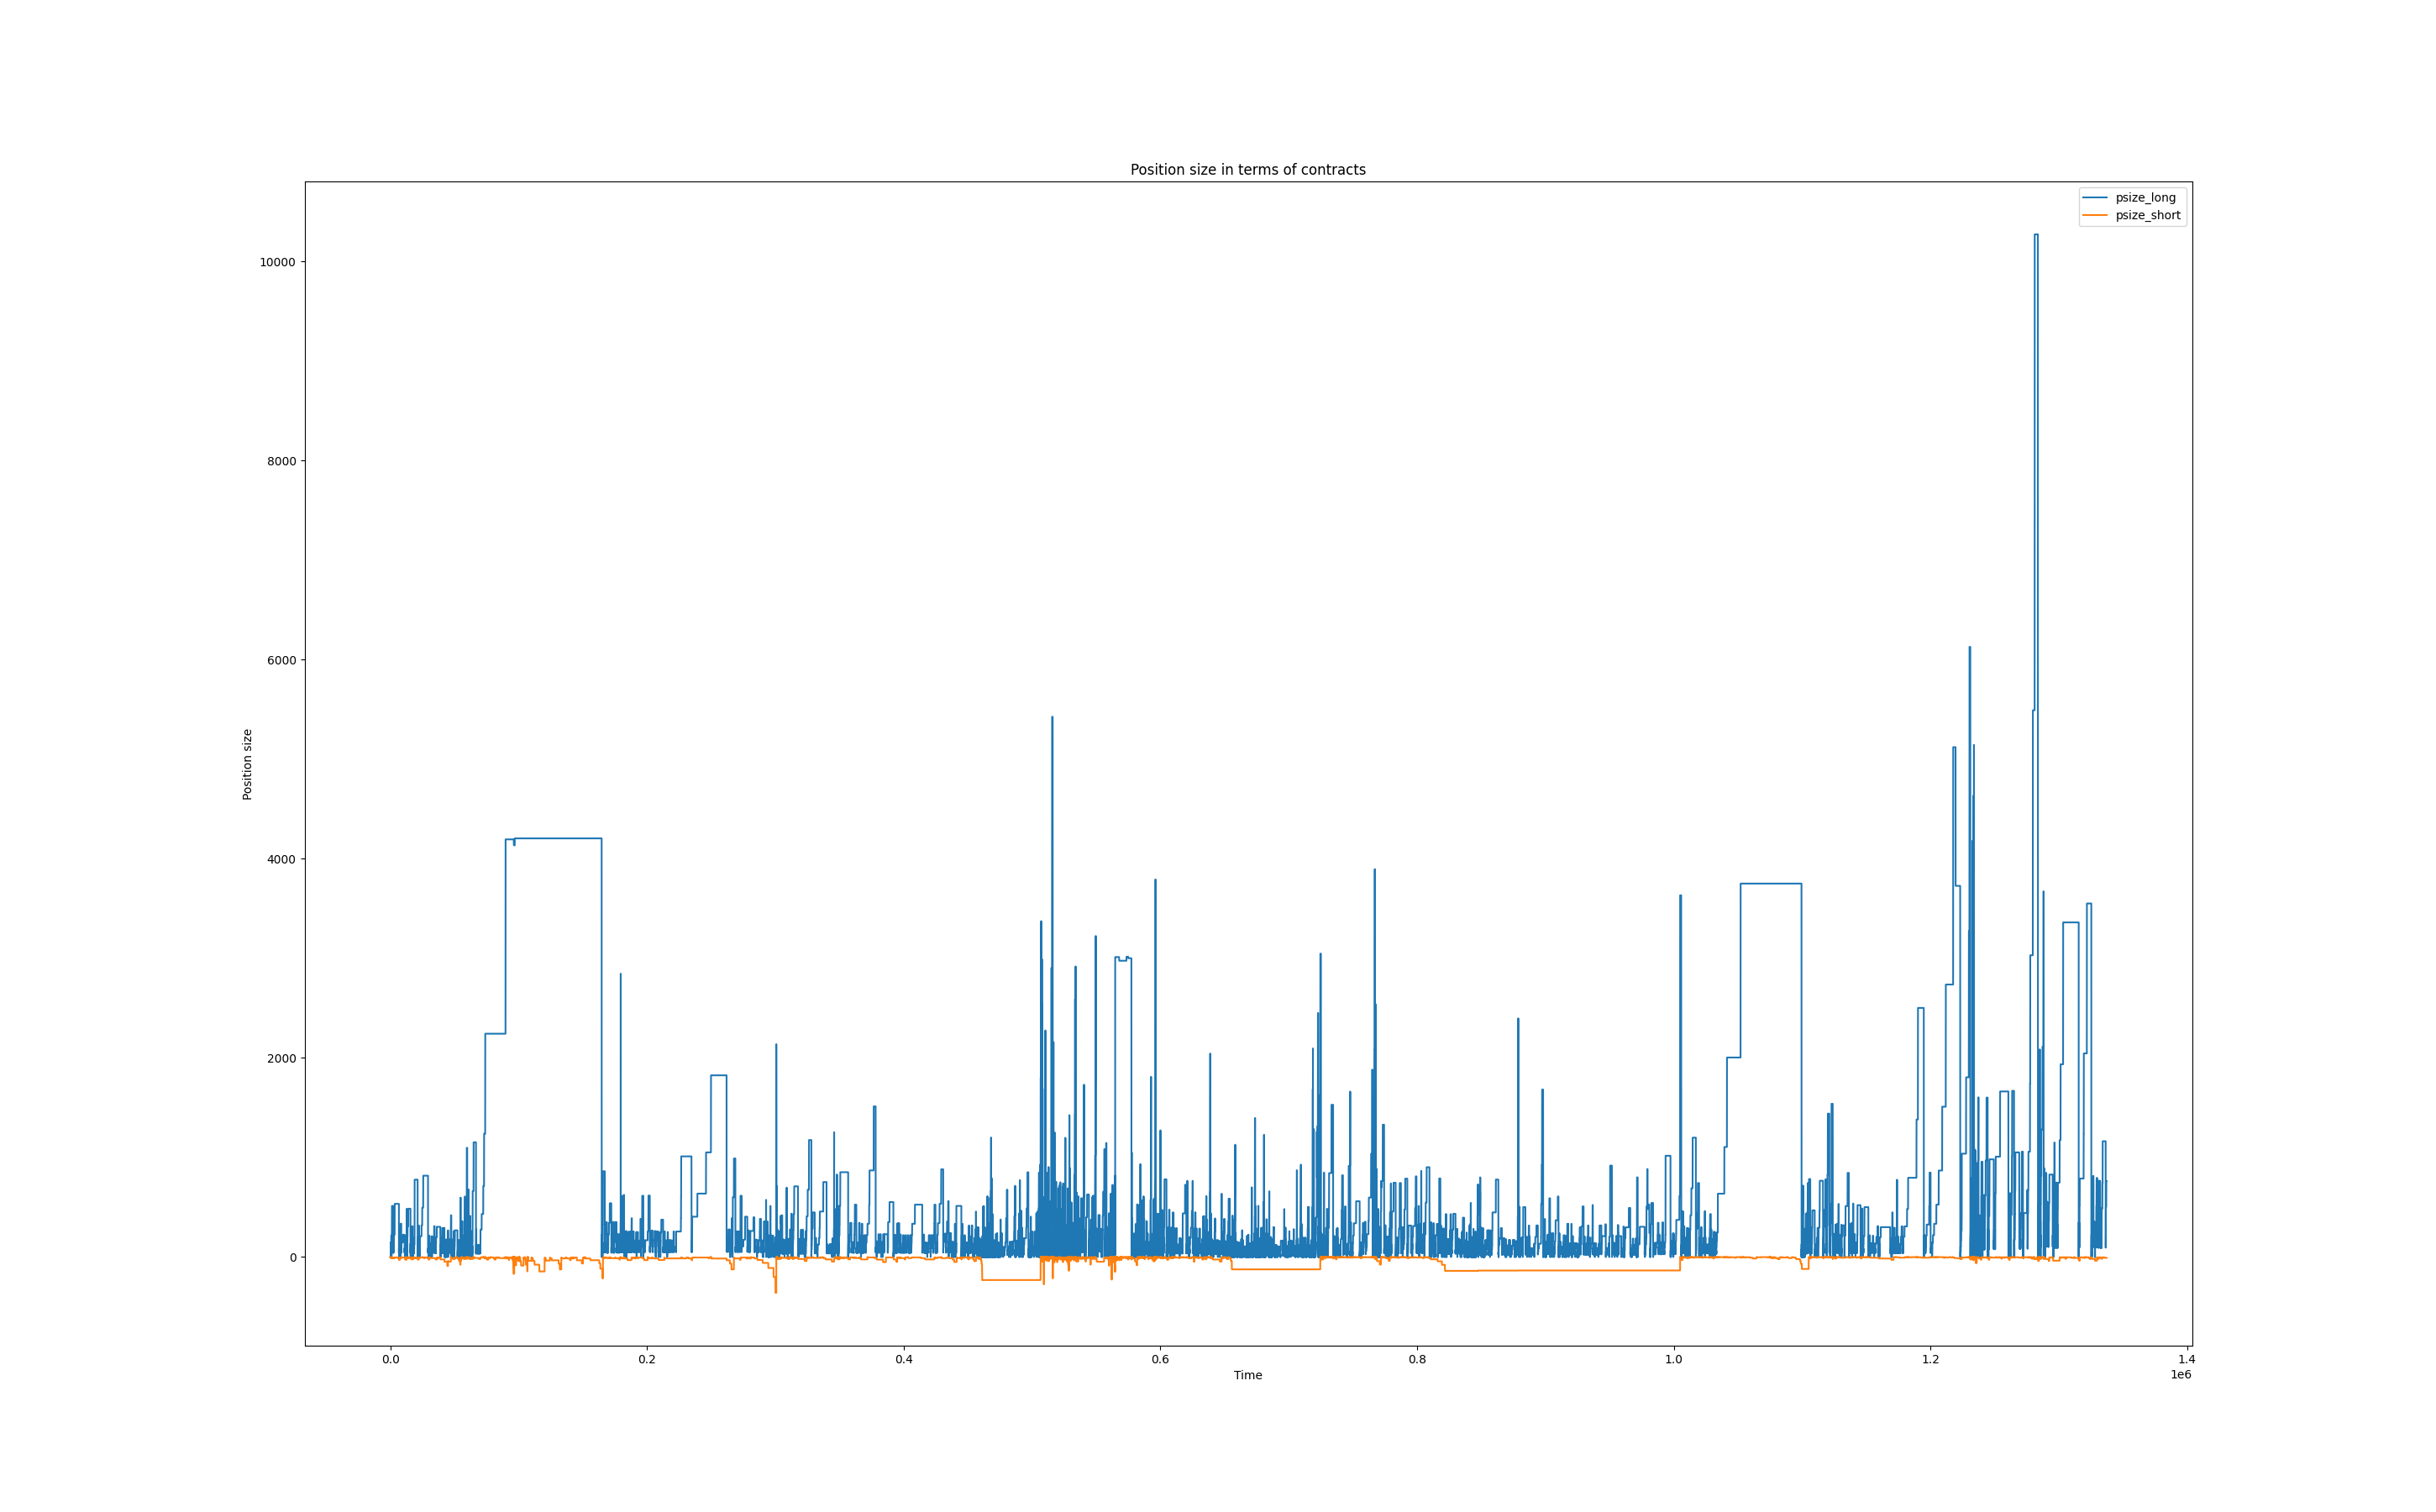 Position size in terms of contracts
psize_long
psize_short
10000
8000
6000
4000
2000
0
Position size
0.0 0.2 0.4 0.6 0.8 1.0 1.2 1.4
1e6
Time